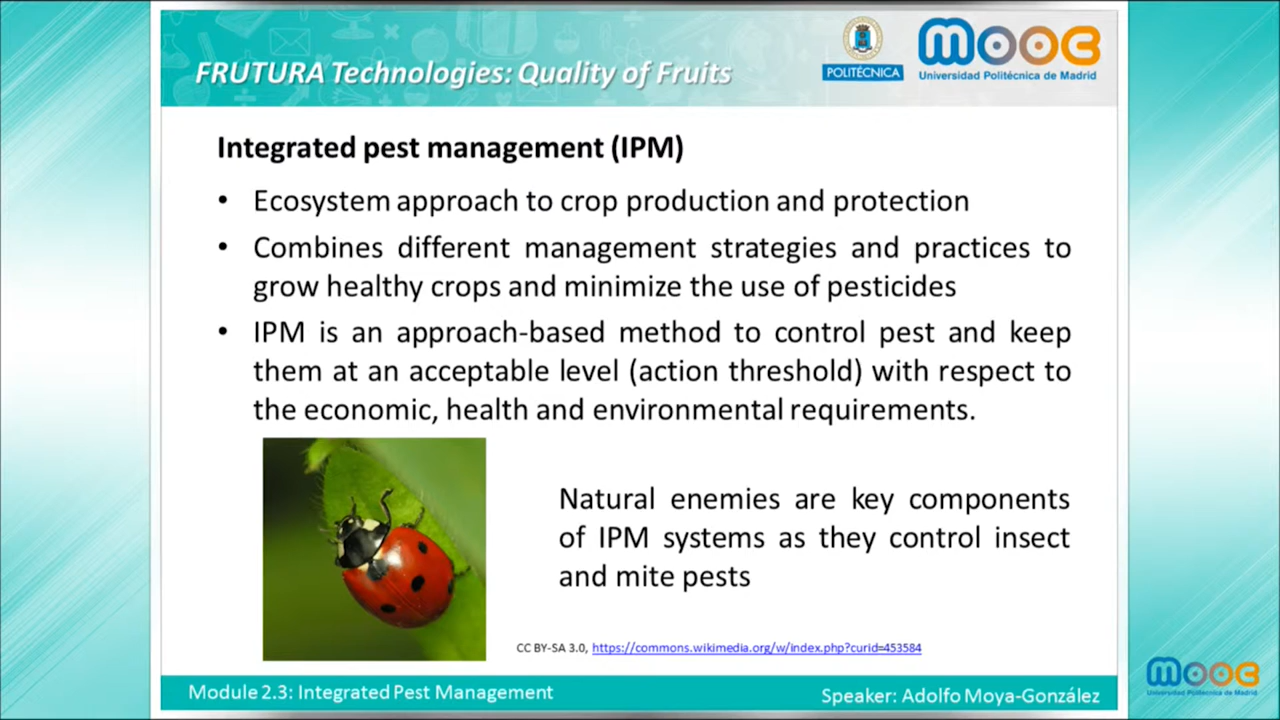 FRUTURA Technologies: Quality of Fruits
POLITÉCNICA
MOOC
Universidad Politécnica de Madrid
Integrated pest management (IPM)
• Ecosystem approach to crop production and protection
• Combines different management strategies and practices to
grow healthy crops and minimize the use of pesticides
• IPM is an approach-based method to control pest and keep
them at an acceptable level (action threshold) with respect to
the economic, health and environmental requirements.
Natural enemies are key components
of IPM systems as they control insect
and mite pests
CC BY-SA 3.0, https://commons.wikimedia.org/w/index.php?curid=453584
Module 2.3: Integrated Pest Management
Speaker: Adolfo Moya-González
MOOC
Universidad Politécnica de Madrid